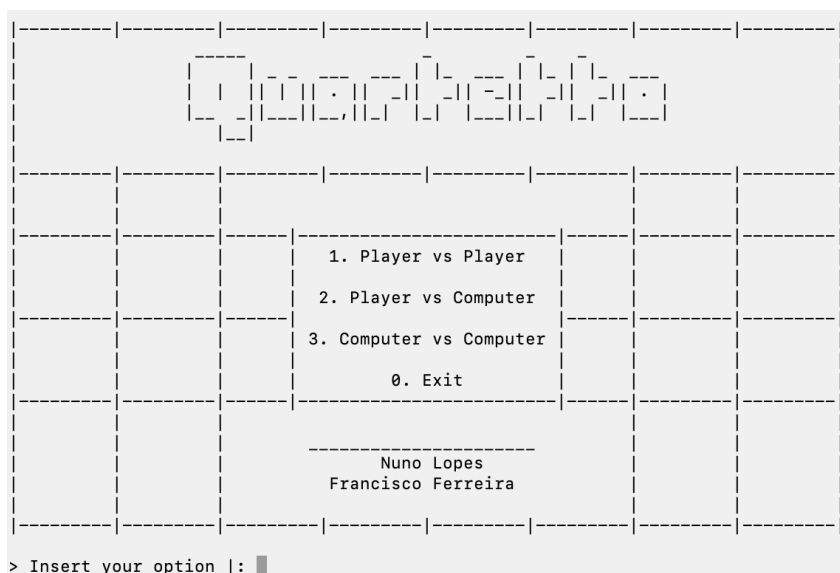 Quartetto
1. Player vs Player
2. Player vs Computer
3. Computer vs Computer
0. Exit
Nuno Lopes
Francisco Ferreira
> Insert your option |: